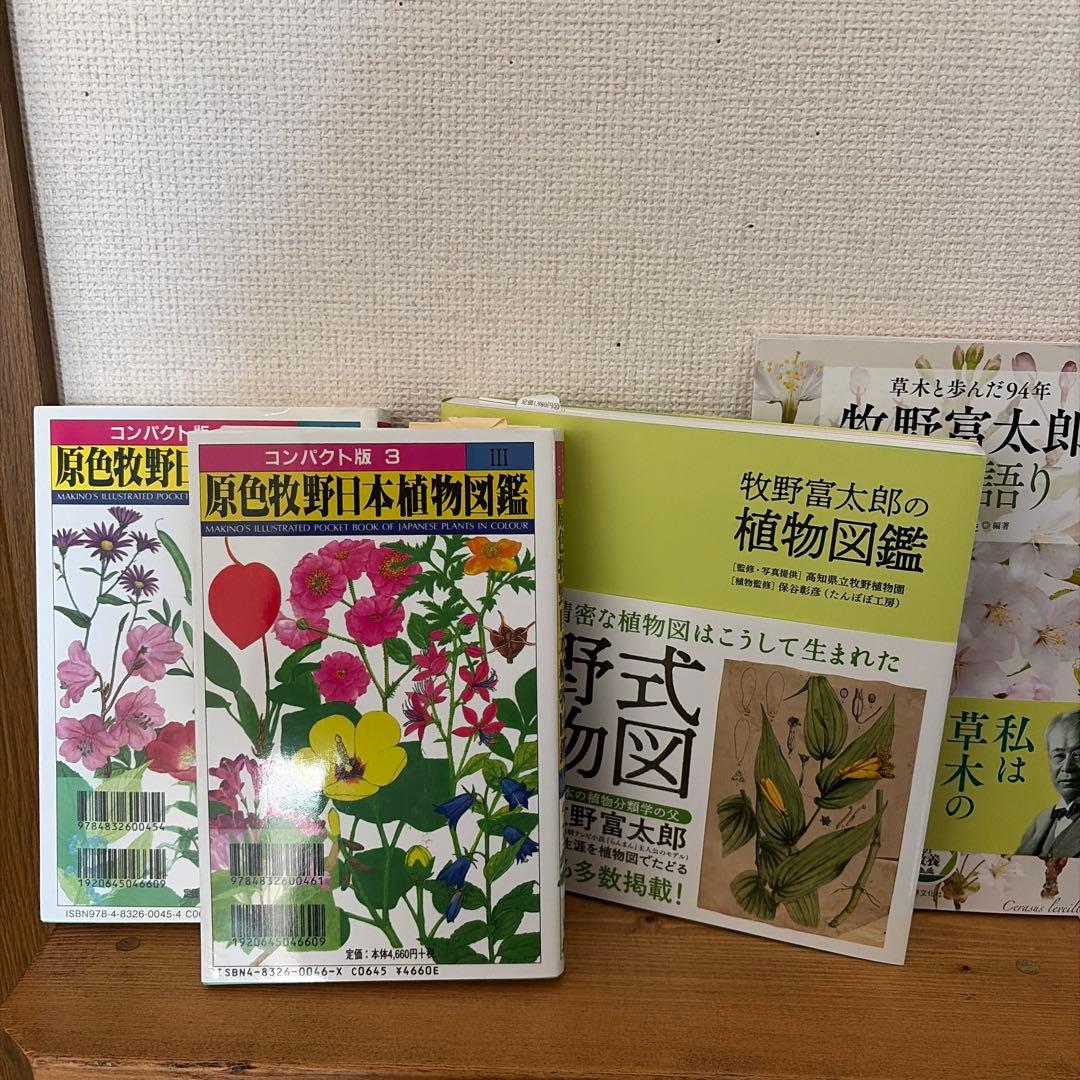 コンパクト版
原色牧野日
MAKINO'S ILLUSTRATED POCKE
9784832600454
1920645046609
ISBN978-4-8326-0045-4 C0
コンパクト版 3
III
原色牧野日本植物図鑑
MAKINO'S ILLUSTRATED POCKET BOOK OF JAPANESE PLANTS IN COLOUR
9784832600461
1920645046609
定価:本体4,660円+税
ISBN4-8326-0046-X C0645 ¥4660E
牧野富太郎の
植物図鑑
[監修・写真提供] 高知県立牧野植物園
[植物監修] 保谷彰彦(たんぽぽ工房)
精密な植物図はこうして生まれた
野式
物図
本の植物分類学の父
牧野富太郎
生涯を植物図でたどる
多数掲載!
草木と歩んだ94年
牧野富太郎
語り
編著
私は
草木の
Cerasus leveille